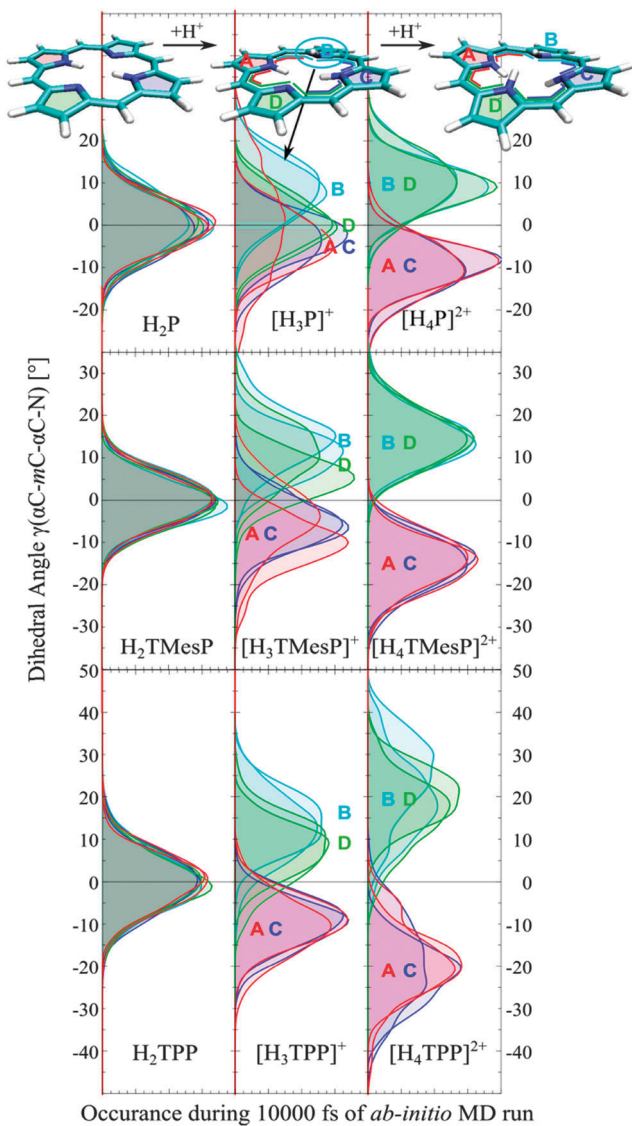 +H⁺ +H⁺
A B C D
A B C D
20
10
0
-10
-20
B
D
A C
B D
A C
20
10
0
-10
-20
H₂P [H₃P]⁺ [H₄P]²⁺
Dihedral Angle γ(αC-mC-αC-N) [°]
30
20
10
0
-10
-20
-30
B
D
A C
B D
A C
30
20
10
0
-10
-20
-30
H₂TMesP [H₃TMesP]⁺ [H₄TMesP]²⁺
50
40
30
20
10
0
-10
-20
-30
-40
B
D
A C
B D
A C
50
40
30
20
10
0
-10
-20
-30
-40
H₂TPP [H₃TPP]⁺ [H₄TPP]²⁺
Occurance during 10000 fs of ab-initio MD run